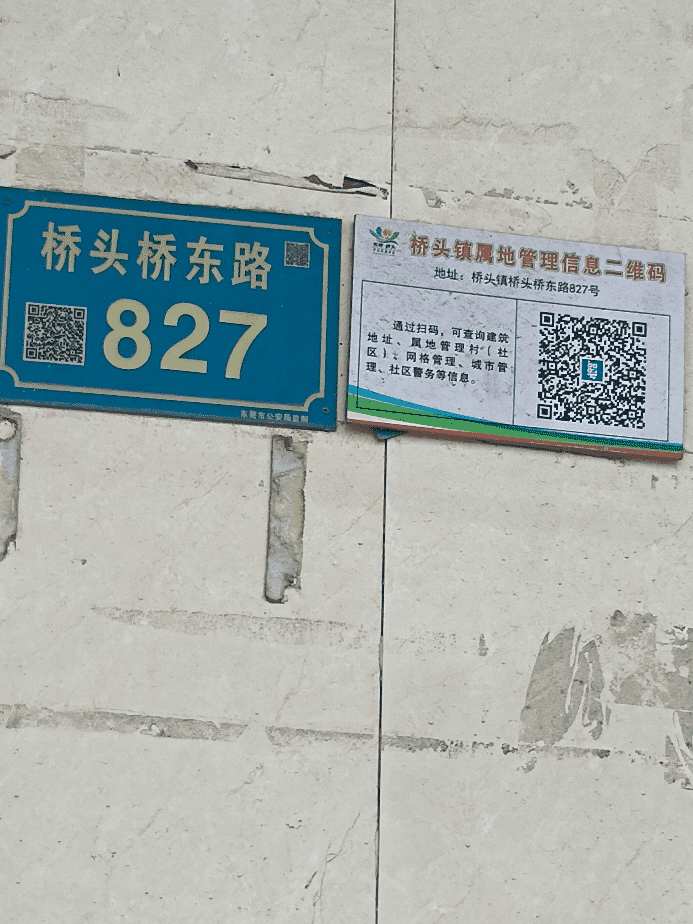 桥头桥东路
827
东莞市公安局监制
桥头镇属地管理信息二维码
地址：桥头镇桥头桥东路827号
通过扫码，可查询建筑
地址、属地管理村（社
区）、网格管理、城市管
理、社区警务等信息。